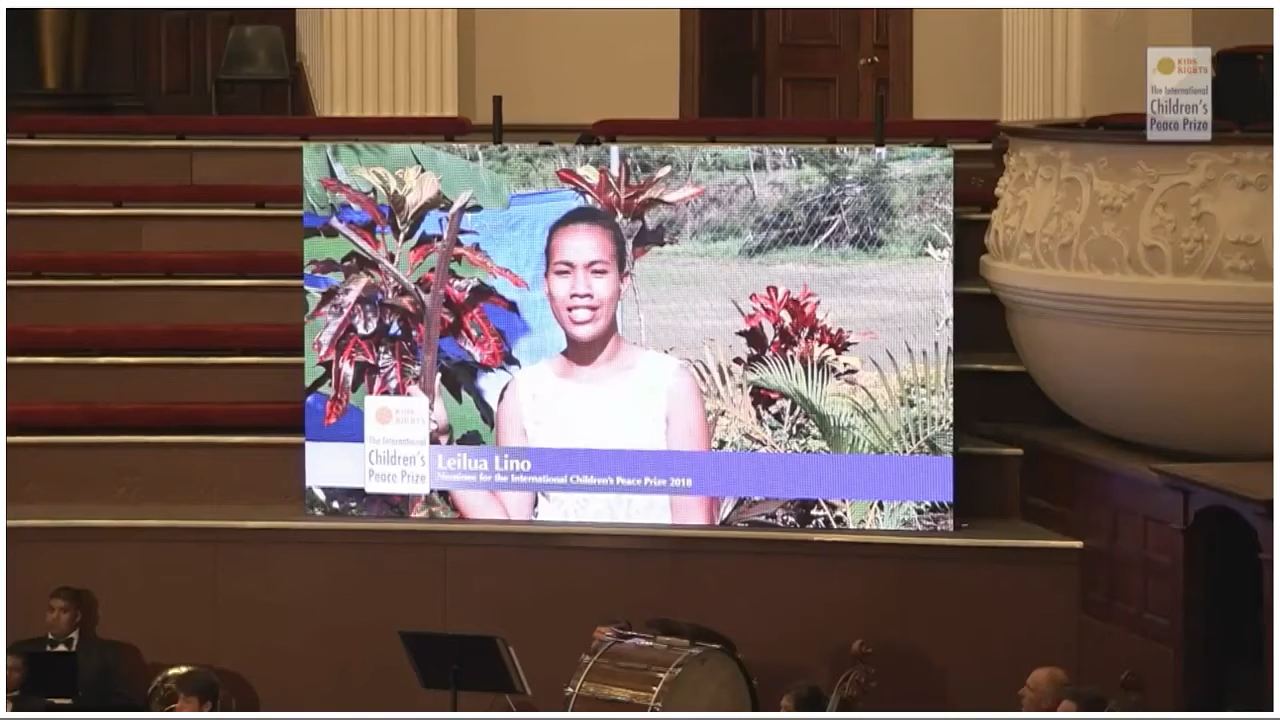 KIDS
RIGHTS
The International
Children's
Peace Prize
KIDS
RIGHTS
The International
Children's
Peace Prize
Leilua Lino
Nominee for the International Children's Peace Prize 2018